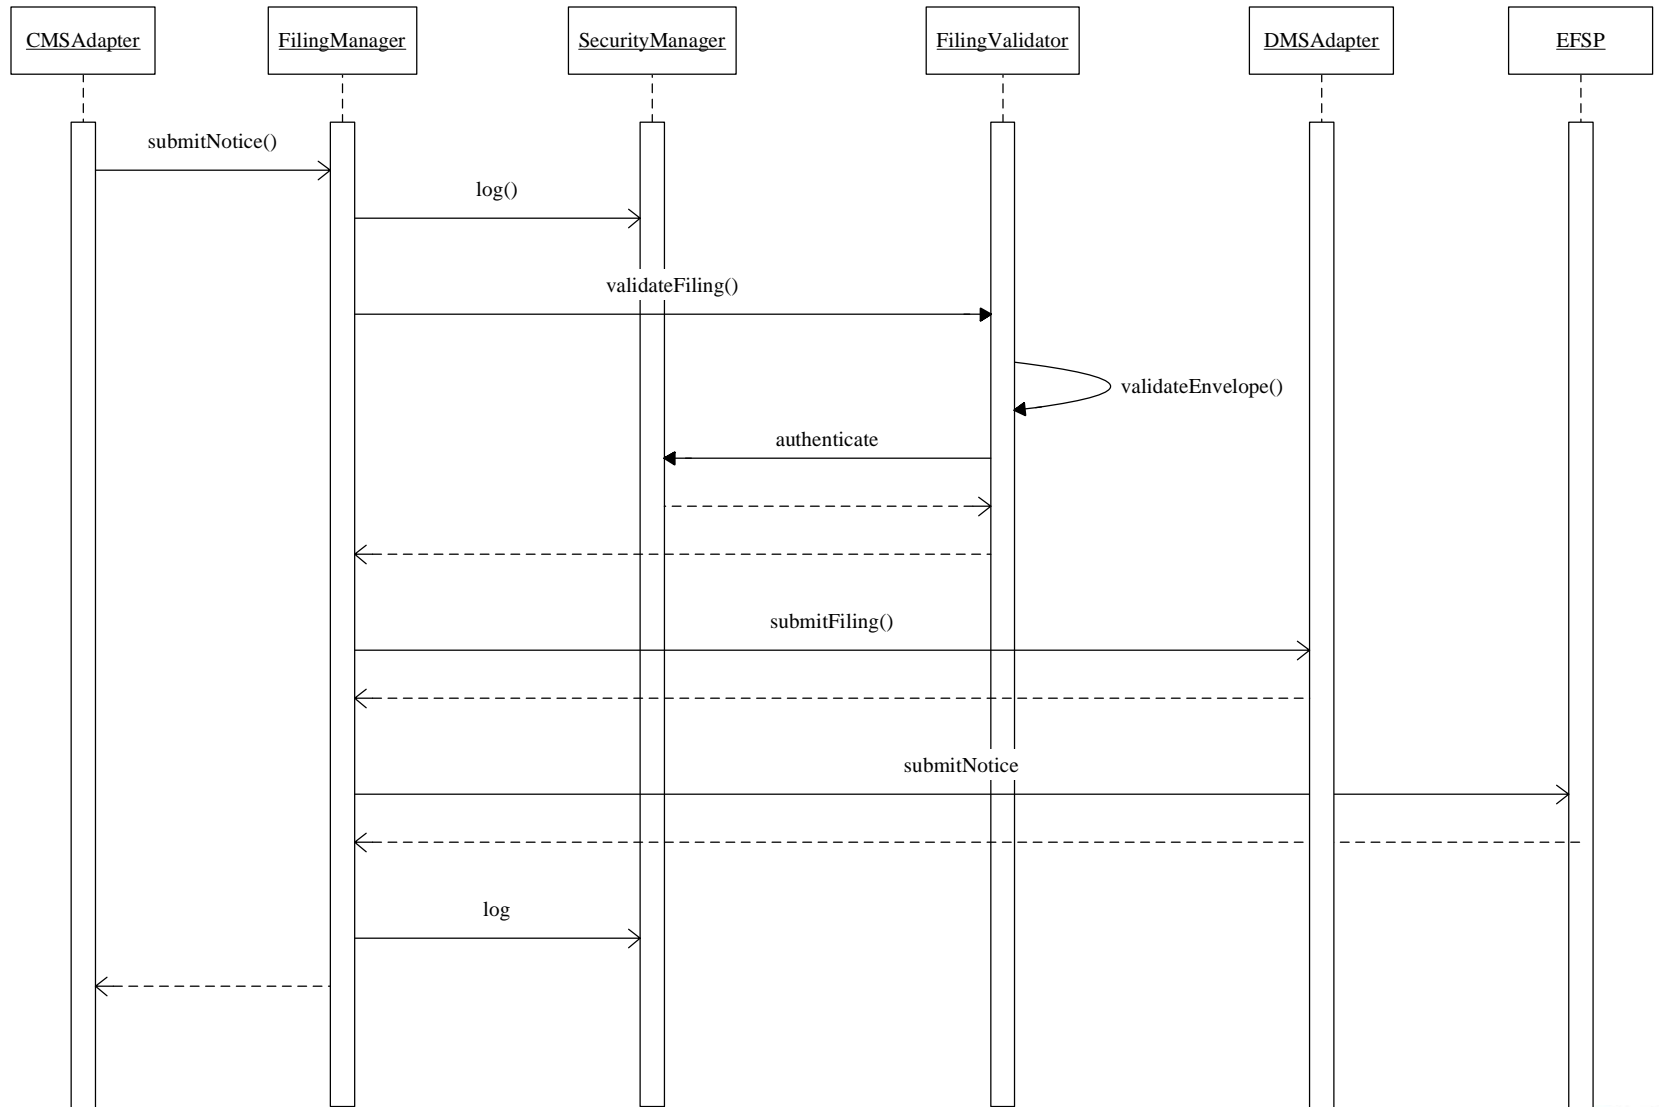 CMSAdapter
FilingManager
SecurityManager
FilingValidator
DMSAdapter
EFSP
submitNotice()
log()
validateFiling()
validateEnvelope()
authenticate
submitFiling()
submitNotice
log